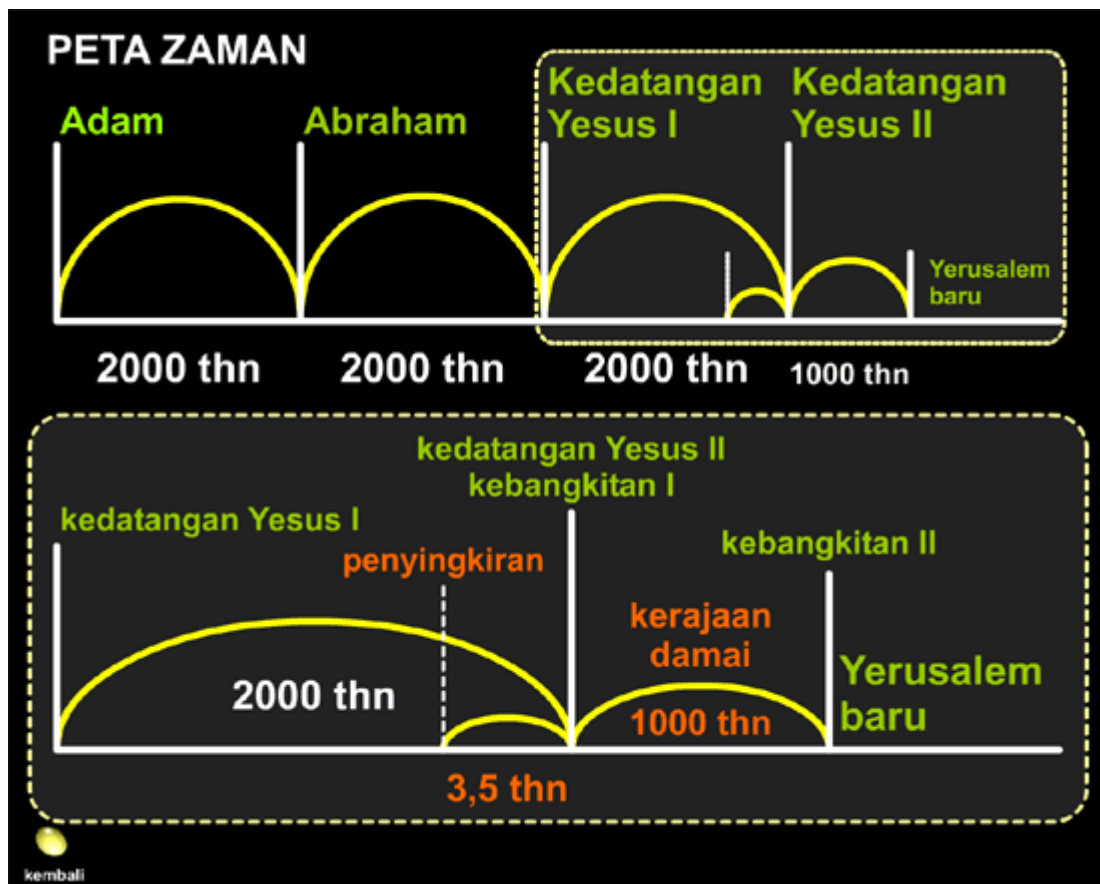 PETA ZAMAN
Adam
Abraham
Kedatangan
Yesus I
Kedatangan
Yesus II
Yerusalem
baru
2000 thn
2000 thn
2000 thn
1000 thn
kedatangan Yesus II
kebangkitan I
kedatangan Yesus I
penyingkiran
kebangkitan II
kerajaan
damai
2000 thn
1000 thn
Yerusalem
baru
3,5 thn
kembali